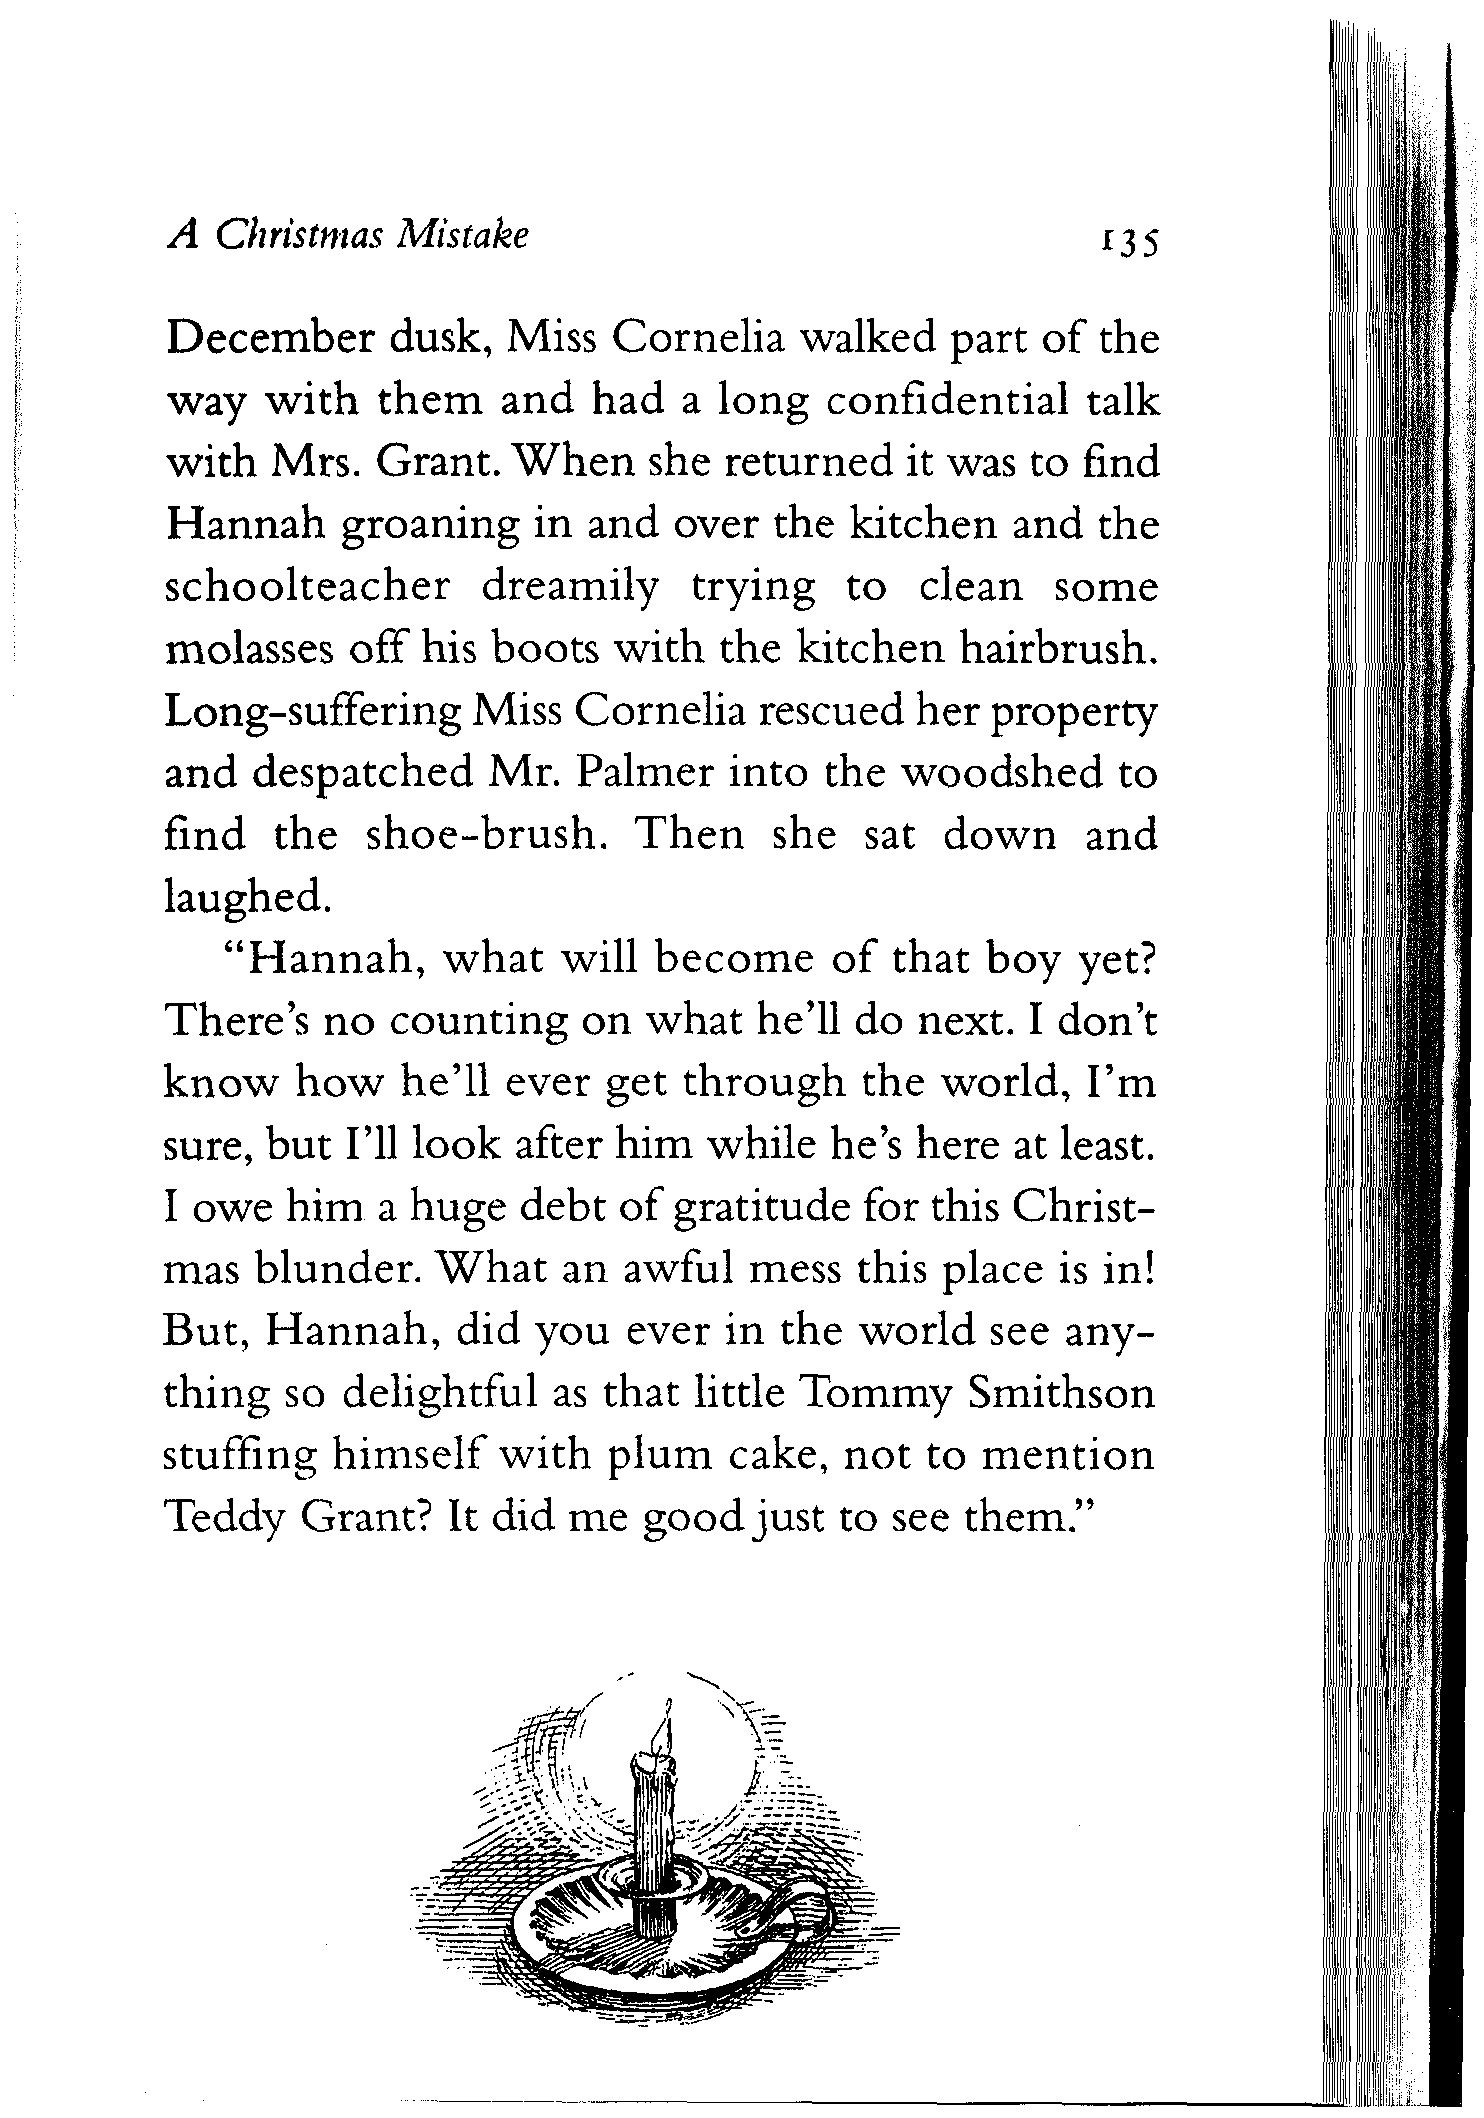 A Christmas Mistake 135
December dusk, Miss Cornelia walked part of the
way with them and had a long confidential talk
with Mrs. Grant. When she returned it was to find
Hannah groaning in and over the kitchen and the
schoolteacher dreamily trying to clean some
molasses off his boots with the kitchen hairbrush.
Long-suffering Miss Cornelia rescued her property
and despatched Mr. Palmer into the woodshed to
find the shoe-brush. Then she sat down and
laughed.
“Hannah, what will become of that boy yet?
There’s no counting on what he’ll do next. I don’t
know how he’ll ever get through the world, I’m
sure, but I’ll look after him while he’s here at least.
I owe him a huge debt of gratitude for this Christ-
mas blunder. What an awful mess this place is in!
But, Hannah, did you ever in the world see any-
thing so delightful as that little Tommy Smithson
stuffing himself with plum cake, not to mention
Teddy Grant? It did me good just to see them.”